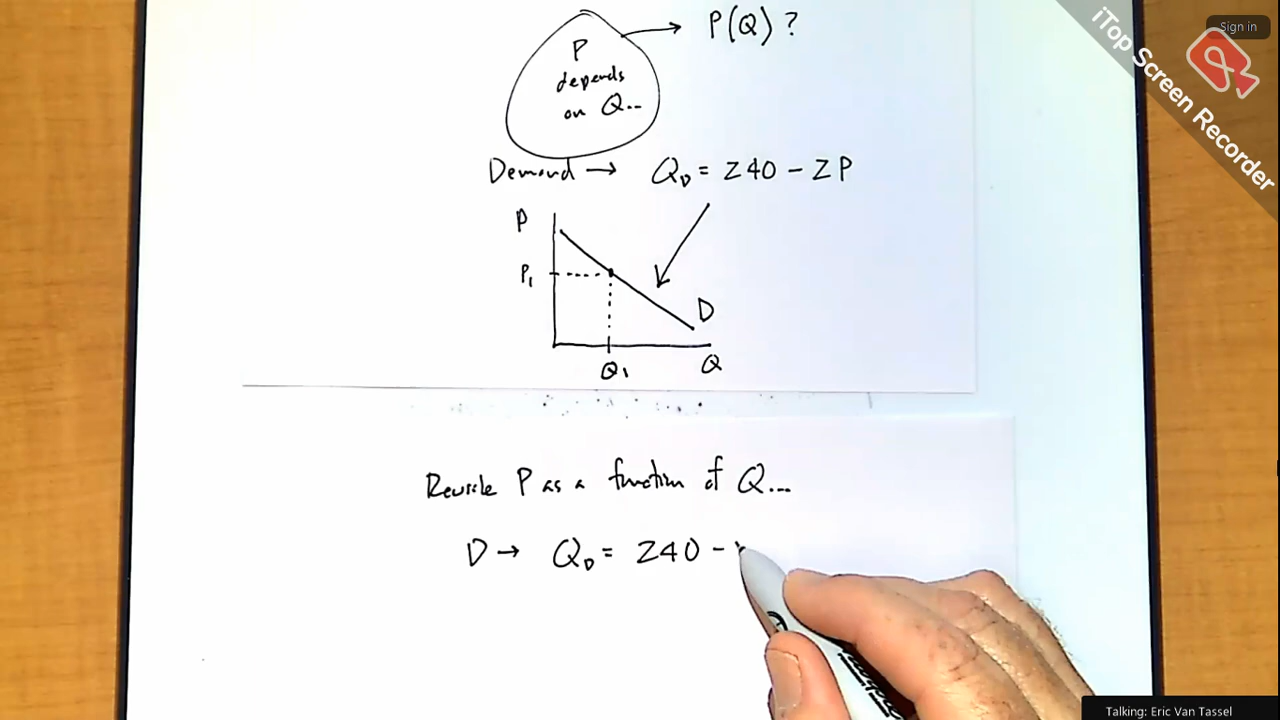 P(Q) ?
P
depends
on Q...
Demand → Q_D = 240 - 2P
P
P₁
D
Q₁
Q
Rewrite P as a function of Q...
D → Q_D = 240 -
iTop Screen Recorder
Sign in
Talking: Eric Van Tassel